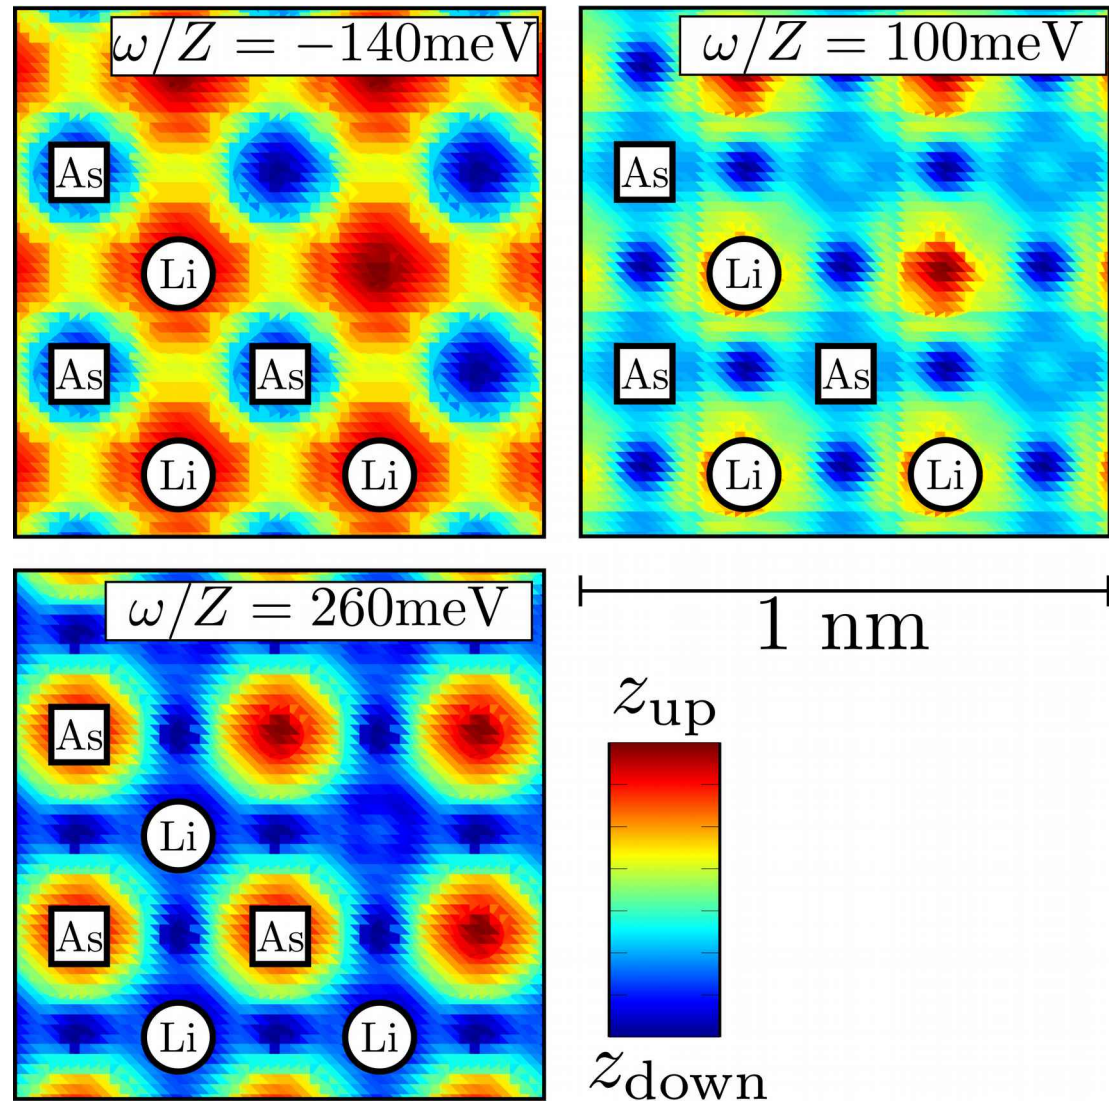 ω/Z = −140meV
As
Li
As As
Li Li
ω/Z = 100meV
As
Li
As As
Li Li
ω/Z = 260meV
As
Li
As As
Li Li
1 nm
z_up
z_down